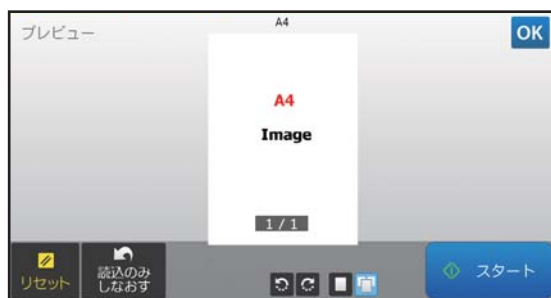 プレビュー
A4
OK
A4
Image
1 / 1
リセット
読込のみ
しなおす
スタート